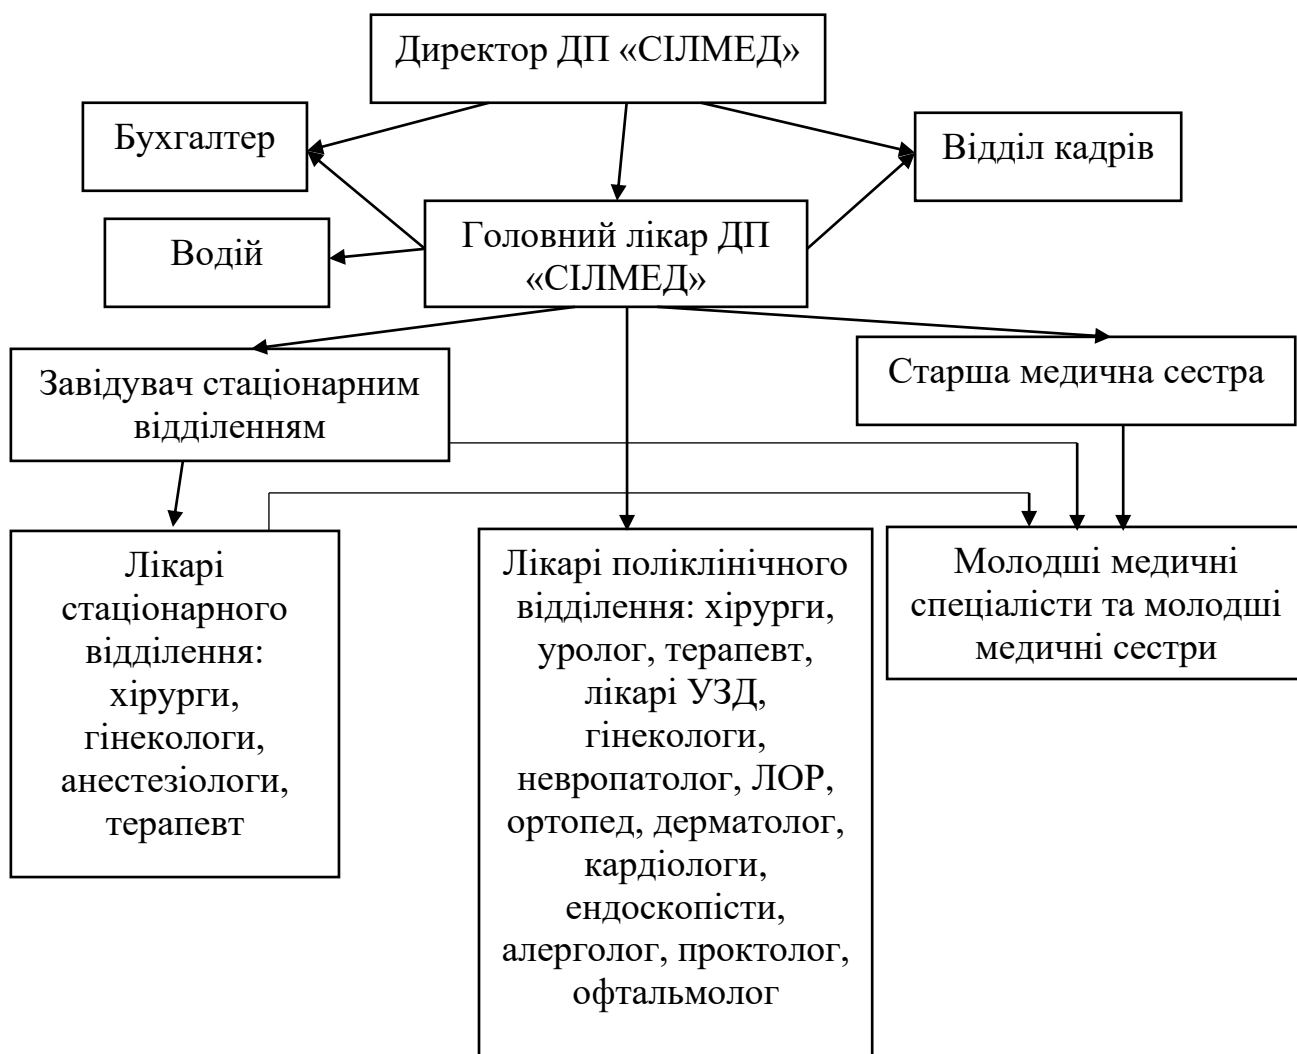 Директор ДП «СІЛМЕД»
Бухгалтер
Відділ кадрів
Водій
Головний лікар ДП
«СІЛМЕД»
Завідувач стаціонарним
відділенням
Старша медична сестра
Лікарі
стаціонарного
відділення:
хірурги,
гінекологи,
анестезіологи,
терапевт
Лікарі поліклінічного
відділення: хірурги,
уролог, терапевт,
лікарі УЗД,
гінекологи,
невропатолог, ЛОР,
ортопед, дерматолог,
кардіологи,
ендоскопісти,
алерголог, проктолог,
офтальмолог
Молодші медичні
спеціалісти та молодші
медичні сестри